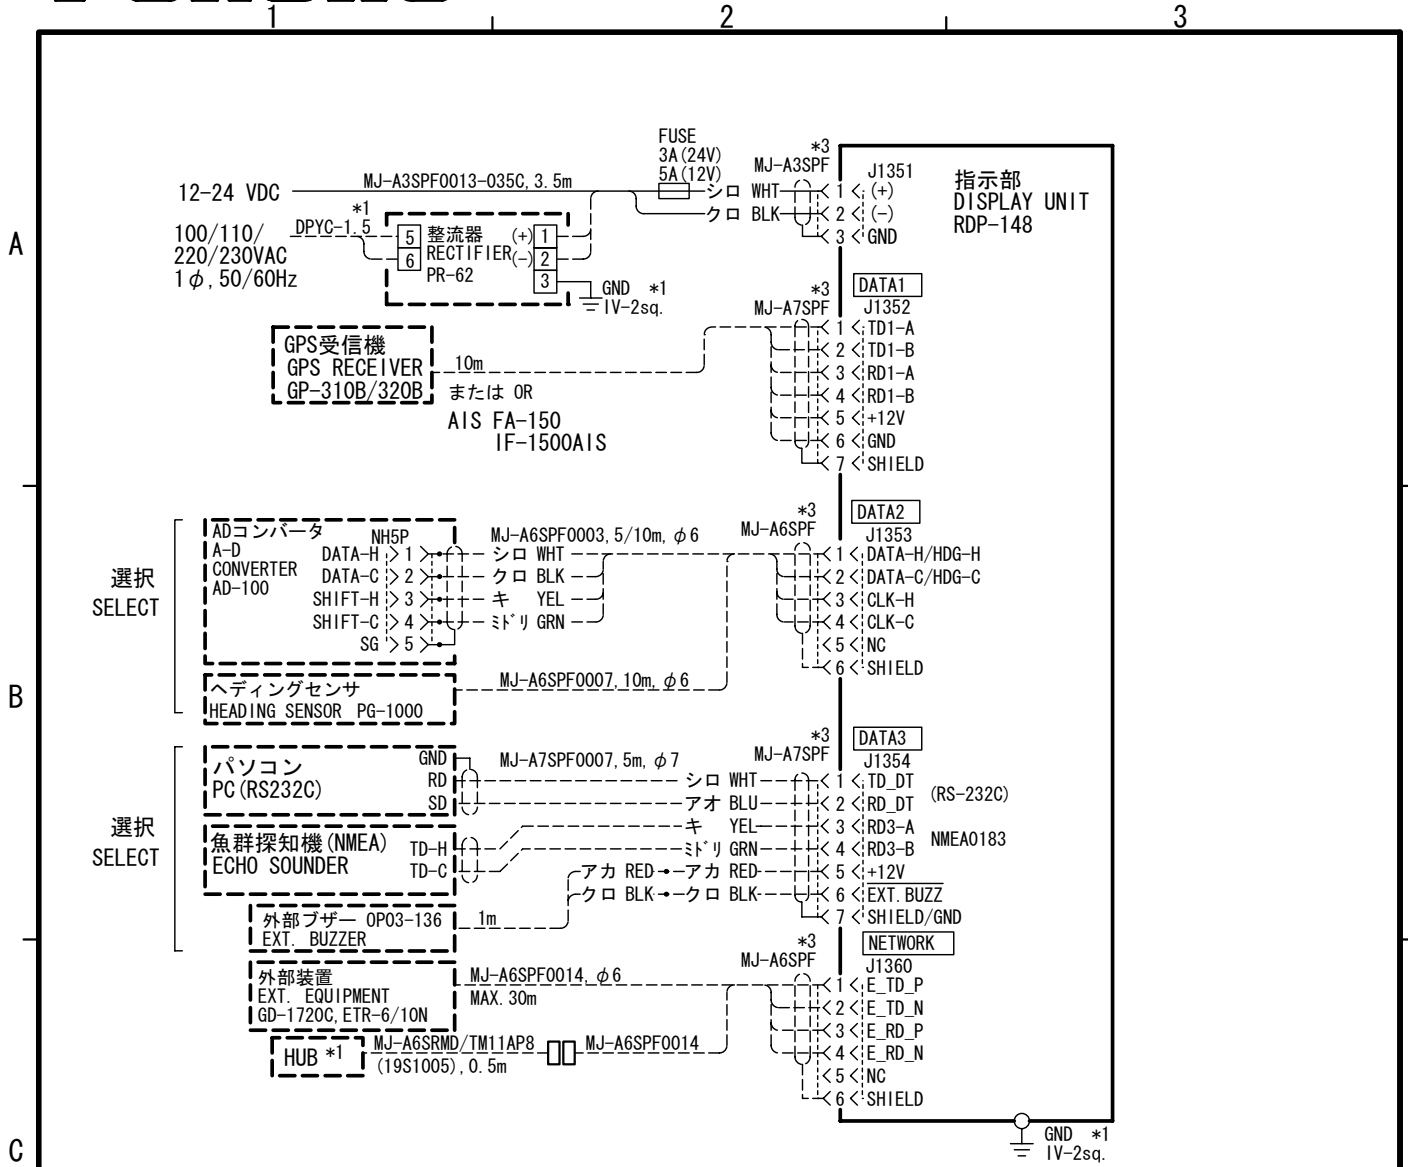 1 2 3
A
B
C
FUSE
3A(24V)
5A(12V)
12-24 VDC
MJ-A3SPF0013-035C, 3.5m
100/110/
220/230VAC
1φ, 50/60Hz
*1
DPYC-1.5
5
6
整流器
RECTIFIER
PR-62
(+) 1
(-) 2
3
GND *1
IV-2sq.
シロ WHT
クロ BLK
*3
MJ-A3SPF
J1351
1 (+)
2 (-)
3 GND
指示部
DISPLAY UNIT
RDP-148
GPS受信機
GPS RECEIVER
GP-310B/320B
10m
または OR
AIS FA-150
IF-1500AIS
*3
MJ-A7SPF
DATA1
J1352
1 TD1-A
2 TD1-B
3 RD1-A
4 RD1-B
5 +12V
6 GND
7 SHIELD
選択
SELECT
ADコンバータ
A-D
CONVERTER
AD-100
NH5P
DATA-H 1
DATA-C 2
SHIFT-H 3
SHIFT-C 4
SG 5
MJ-A6SPF0003, 5/10m, φ6
シロ WHT
クロ BLK
キ YEL
ミドリ GRN
*3
MJ-A6SPF
DATA2
J1353
1 DATA-H/HDG-H
2 DATA-C/HDG-C
3 CLK-H
4 CLK-C
5 NC
6 SHIELD
ヘディングセンサ
HEADING SENSOR PG-1000
MJ-A6SPF0007, 10m, φ6
選択
SELECT
パソコン
PC(RS232C)
GND
RD
SD
MJ-A7SPF0007, 5m, φ7
シロ WHT
アオ BLU
キ YEL
ミドリ GRN
アカ RED アカ RED
クロ BLK クロ BLK
*3
MJ-A7SPF
DATA3
J1354
1 TD_DT
2 RD_DT
(RS-232C)
3 RD3-A
4 RD3-B
NMEA0183
5 +12V
6 EXT.BUZZ
7 SHIELD/GND
魚群探知機(NMEA)
ECHO SOUNDER
TD-H
TD-C
外部ブザー OP03-136
EXT. BUZZER
1m
外部装置
EXT. EQUIPMENT
GD-1720C, ETR-6/10N
MJ-A6SPF0014, φ6
MAX. 30m
HUB *1
MJ-A6SRMD/TM11AP8
(19S1005), 0.5m
MJ-A6SPF0014
*3
MJ-A6SPF
NETWORK
J1360
1 E_TD_P
2 E_TD_N
3 E_RD_P
4 E_RD_N
5 NC
6 SHIELD
GND *1
IV-2sq.